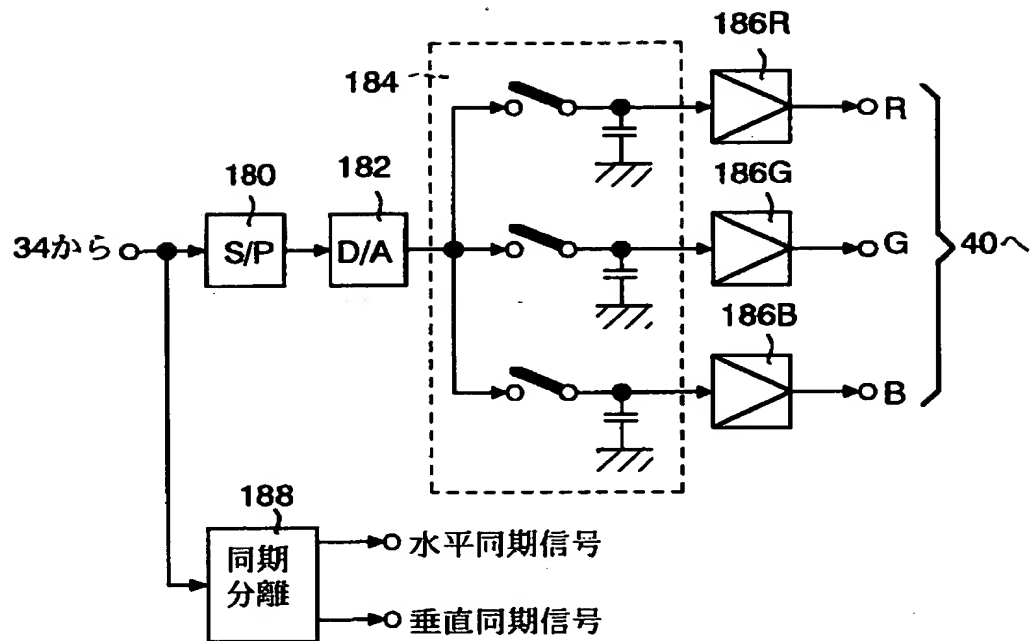 186R
184
R
180
182
186G
34から
S/P
D/A
G
40へ
186B
B
188
同期
分離
水平同期信号
垂直同期信号